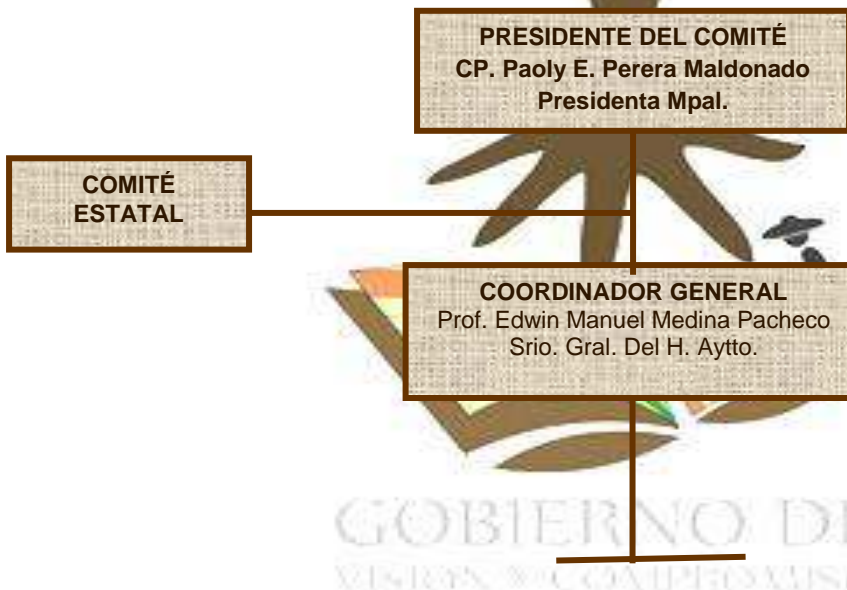 PRESIDENTE DEL COMITÉ
CP. Paoly E. Perera Maldonado
Presidenta Mpal.
COMITÉ
ESTATAL
COORDINADOR GENERAL
Prof. Edwin Manuel Medina Pacheco
Srio. Gral. Del H. Aytto.
GOBIERNO DE